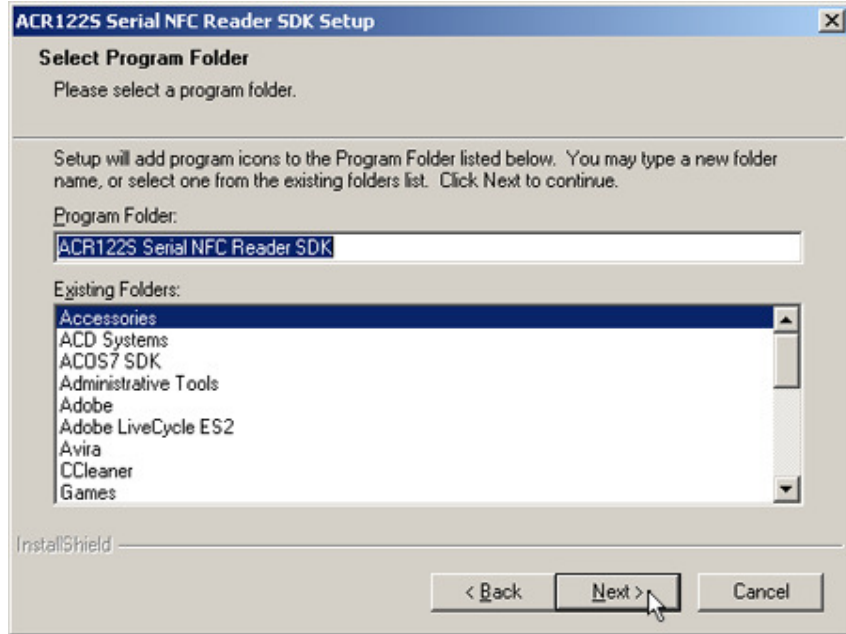 ACR122S Serial NFC Reader SDK Setup
Select Program Folder
Please select a program folder.
Setup will add program icons to the Program Folder listed below. You may type a new folder
name, or select one from the existing folders list. Click Next to continue.
Program Folder:
ACR122S Serial NFC Reader SDK
Existing Folders:
Accessories
ACD Systems
ACOS7 SDK
Administrative Tools
Adobe
Adobe LiveCycle ES2
Avira
CCleaner
Games
InstallShield
< Back Next > Cancel